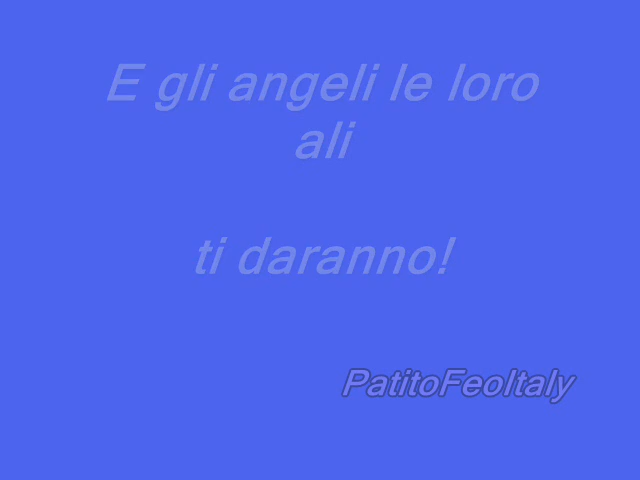 E gli angeli le loro
ali
ti daranno!
PatitoFeoItaly